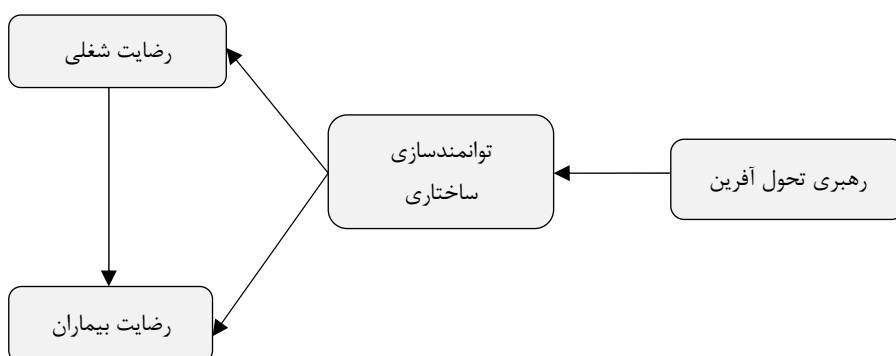 رضایت شغلی
توانمندسازی
ساختاری
رهبری تحول آفرین
رضایت بیماران